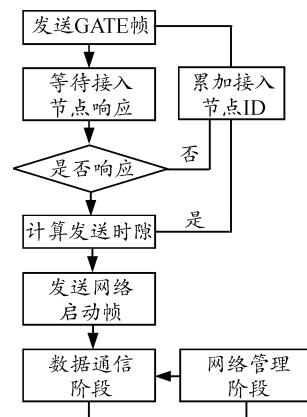 发送GATE帧
等待接入
节点响应
累加接入
节点ID
是否响应
否
计算发送时隙
是
发送网络
启动帧
数据通信
阶段
网络管理
阶段